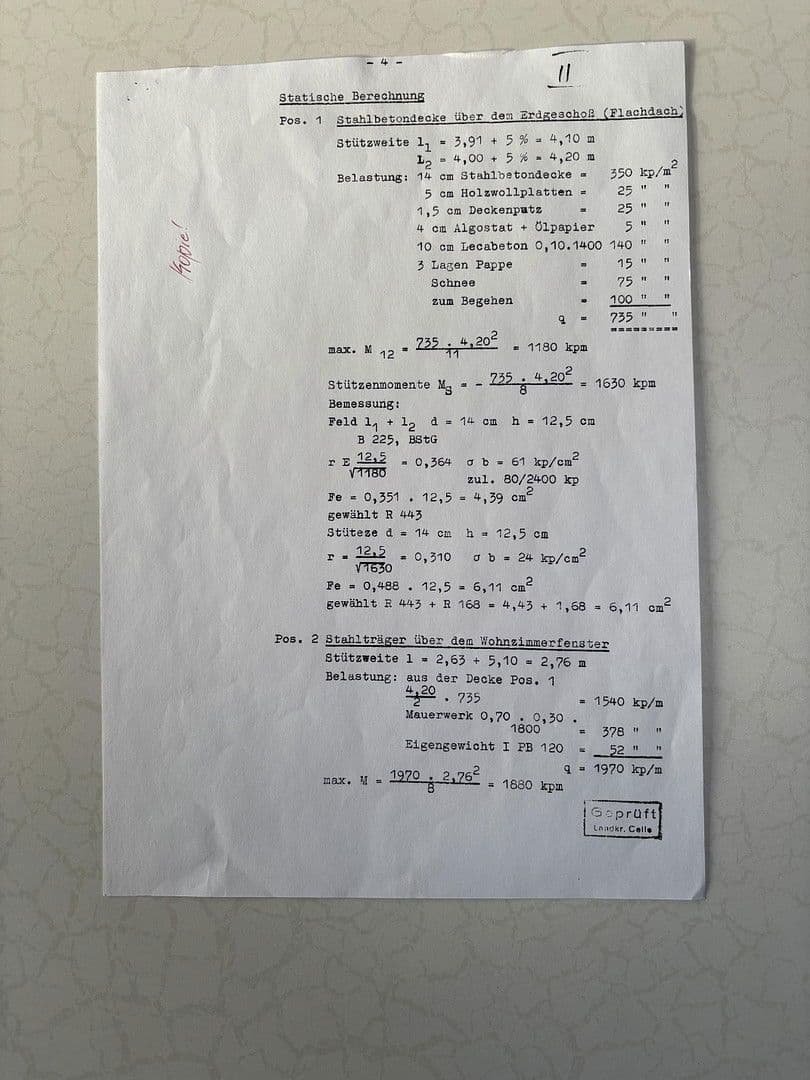 - 4 -
11
Statische Berechnung
Pos. 1 Stahlbetondecke über dem Erdgeschoß (Flachdach)
Stützweite l1 = 3,91 + 5 % = 4,10 m
L2 = 4,00 + 5 % = 4,20 m
Belastung: 14 cm Stahlbetondecke = 350 kp/m²
5 cm Holzwollplatten = 25 " "
1,5 cm Deckenputz = 25 " "
4 cm Algostat + Ölpapier 5 " "
10 cm Lecabeton 0,10.1400 140 " "
3 Lagen Pappe = 15 " "
Schnee = 75 " "
zum Begehen = 100 " "
q = 735 " "
=========
max. M 12 = 735 . 4,20² / 11 = 1180 kpm
Stützenmomente Ms = - 735 . 4,20² / 8 = 1630 kpm
Bemessung:
Feld l1 + l2 d = 14 cm h = 12,5 cm
B 225, BStG
r E 12,5 / √1180 = 0,364 σ b = 61 kp/cm²
zul. 80/2400 kp
Fe = 0,351 . 12,5 = 4,39 cm²
gewählt R 443
Stüteze d = 14 cm h = 12,5 cm
r = 12,5 / √1630 = 0,310 σ b = 24 kp/cm²
Fe = 0,488 . 12,5 = 6,11 cm²
gewählt R 443 + R 168 = 4,43 + 1,68 = 6,11 cm²
Pos. 2 Stahlträger über dem Wohnzimmerfenster
Stützweite l = 2,63 + 5,10 = 2,76 m
Belastung: aus der Decke Pos. 1
4,20 / 2 . 735 = 1540 kp/m
Mauerwerk 0,70 . 0,30 .
1800 = 378 " "
Eigengewicht I PB 120 = 52 " "
q = 1970 kp/m
max. M = 1970 . 2,76² / 8 = 1880 kpm
Geprüft
Landkr. Celle
Kopie!